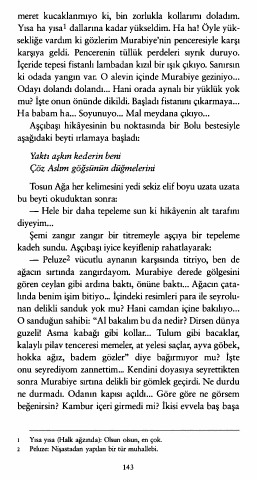 meret kucaklanmıyo ki, bin zorlukla kollarımı doladım.
Yısa ha yısa¹ dallarına kadar yükseldim. Ha ha! Öyle yük-
sekliğe vardım ki gözlerim Murabiye'nin penceresiyle karşı
karşıya geldi. Pencerenin tüllük perdeleri sıyrık duruyo.
İçeride tepesi fıstanlı lambadan kızıl bir ışık çıkıyo. Sanırsın
ki odada yangın var. O alevin içinde Murabiye geziniyo...
Odayı dolandı dolandı... Hani orada aynalı bir yüklük yok
mu? İşte onun önünde dikildi. Başladı fıstanını çıkarmaya...
Ha babam ha... Soyunuyo... Mal meydana çıkıyo...
Aşçıbaşı hikâyesinin bu noktasında bir Bolu bestesiyle
aşağıdaki beyti ırlamaya başladı:
Yaktı aşkın kederin beni
Çöz Aslım göğsünün düğmelerini
Tosun Ağa her kelimesini yedi sekiz elif boyu uzata uzata
bu beyti okuduktan sonra:
— Hele bir daha tepeleme sun ki hikâyenin alt tarafını
diyeyim...
Şemi zangır zangır bir titremeyle aşçıya bir tepeleme
kadeh sundu. Aşçıbaşı iyice keyiflenip rahatlayarak:
— Peluze² vücutlu aynanın karşısında titriyo, ben de
ağacın sırtında zangırdayom. Murabiye derede gölgesini
gören ceylan gibi ardına baktı, önüne baktı... Ağacın çata-
lında benim işim bitiyo... İçindeki resimleri para ile seyrolu-
nan delikli sanduk yok mu? Hani camdan içine bakılıyo...
O sanduğun sahibi: "Al bakalım bu da nedir? Dirsen dünya
guzeli! Asma kabağı gibi kollar... Tulum gibi bacaklar,
kalaylı pilav tenceresi memeler, at yelesi saçlar, ayva göbek,
hokka ağız, badem gözler" diye bağırmıyor mu? İşte
onu seyrediyom zannettim... Kendini doyasıya seyrettikten
sonra Murabiye sırtına delikli bir gömlek geçirdi. Ne durdu
ne durmadı. Odanın kapısı açıldı... Göre göre ne görsem
beğenirsin? Kambur içeri girmedi mi? İkisi evvela baş başa
1 Yısa yısa (Halk ağzında): Olsun olsun, en çok.
2 Peluze: Nişastadan yapılan bir tür muhallebi.
143